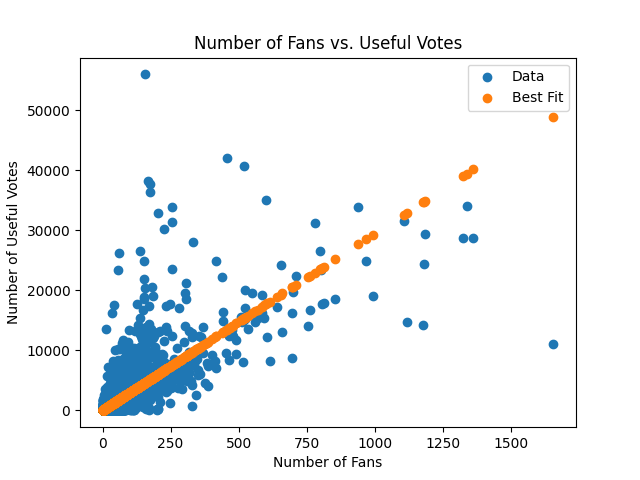 Number of Fans vs. Useful Votes
Data
Best Fit
Number of Useful Votes
50000
40000
30000
20000
10000
0
0
250
500
750
1000
1250
1500
Number of Fans